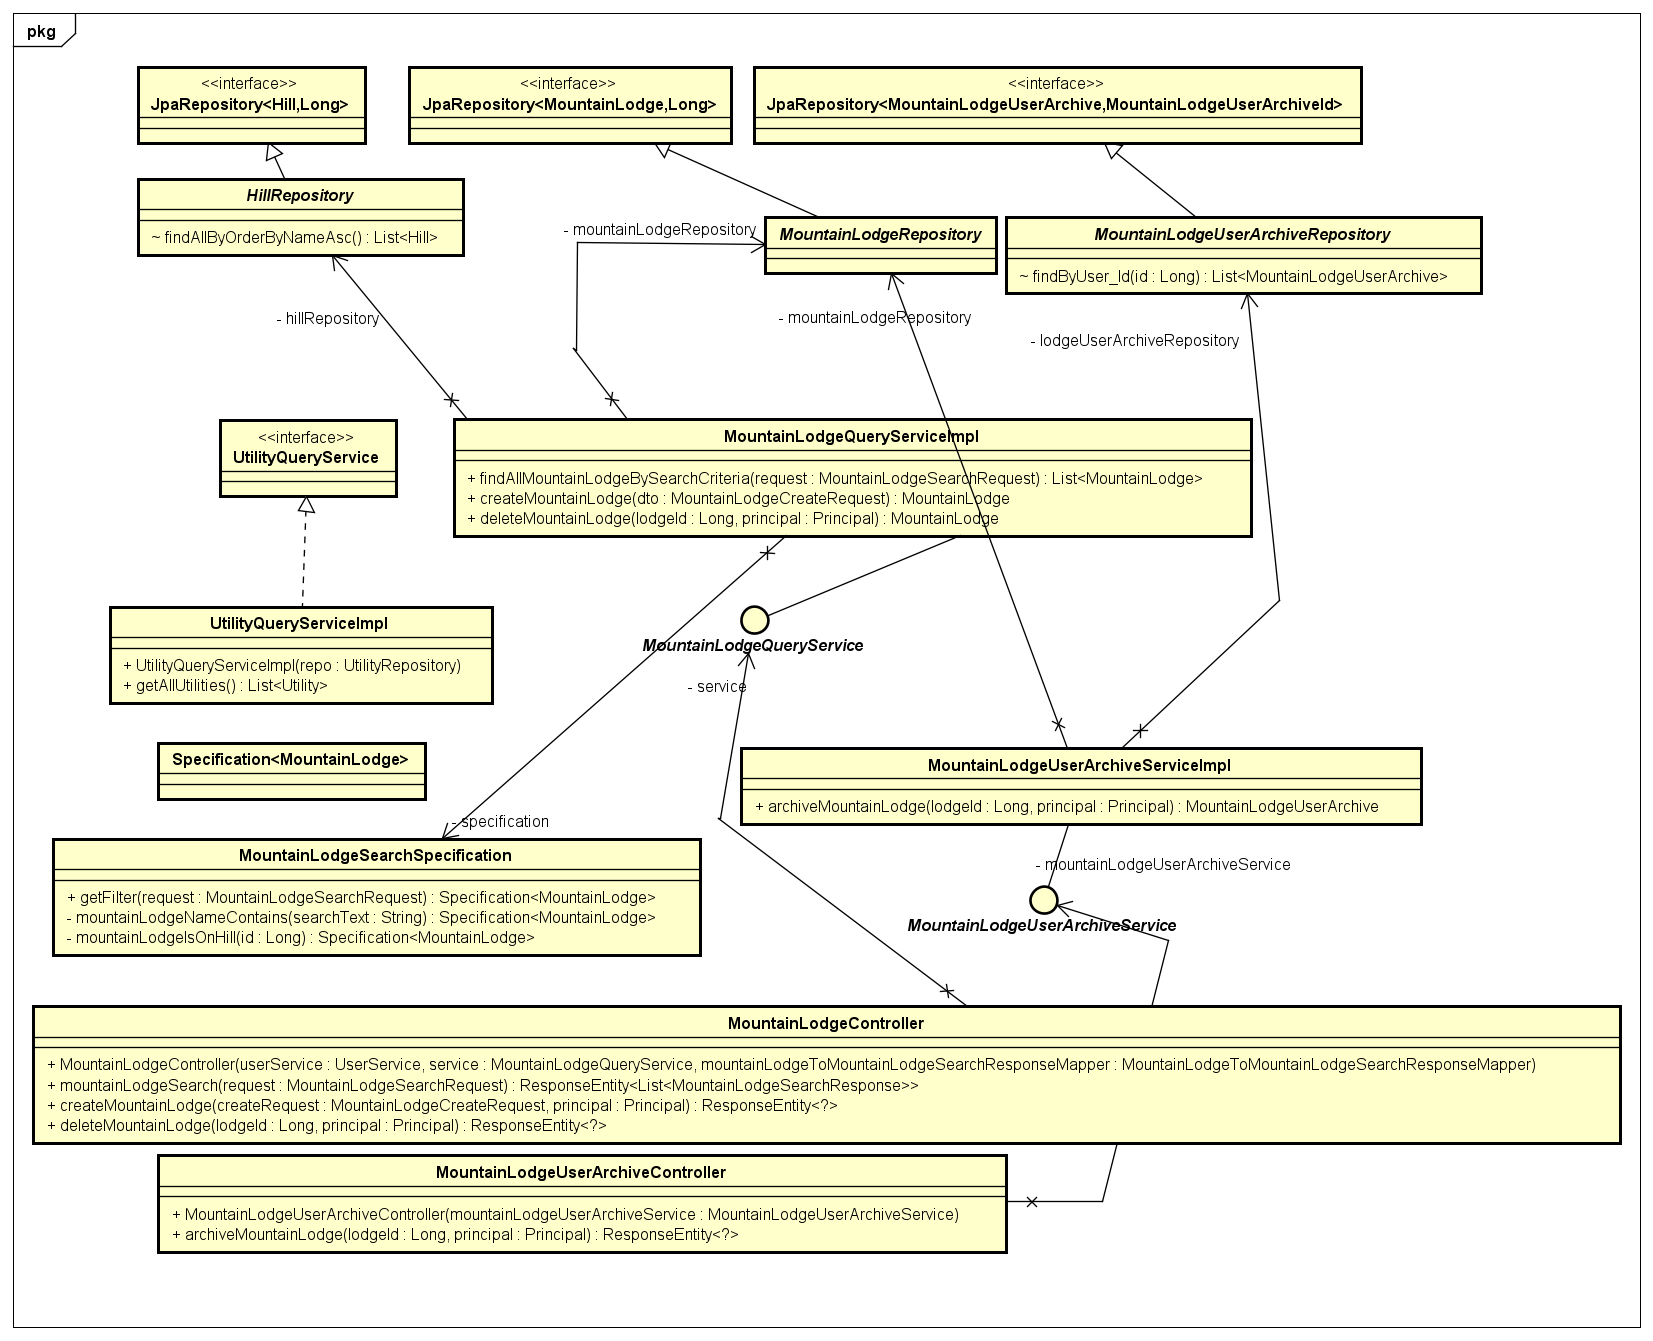 pkg
<<interface>>
JpaRepository<Hill,Long>
<<interface>>
JpaRepository<MountainLodge,Long>
<<interface>>
JpaRepository<MountainLodgeUserArchive,MountainLodgeUserArchiveId>
HillRepository
~ findAllByOrderByNameAsc() : List<Hill>
- mountainLodgeRepository
MountainLodgeRepository
MountainLodgeUserArchiveRepository
~ findByUser_Id(id : Long) : List<MountainLodgeUserArchive>
- hillRepository
- mountainLodgeRepository
- lodgeUserArchiveRepository
<<interface>>
UtilityQueryService
MountainLodgeQueryServiceImpl
+ findAllMountainLodgeBySearchCriteria(request : MountainLodgeSearchRequest) : List<MountainLodge>
+ createMountainLodge(dto : MountainLodgeCreateRequest) : MountainLodge
+ deleteMountainLodge(lodgeId : Long, principal : Principal) : MountainLodge
UtilityQueryServiceImpl
+ UtilityQueryServiceImpl(repo : UtilityRepository)
+ getAllUtilities() : List<Utility>
MountainLodgeQueryService
- service
Specification<MountainLodge>
MountainLodgeUserArchiveServiceImpl
+ archiveMountainLodge(lodgeId : Long, principal : Principal) : MountainLodgeUserArchive
- specification
MountainLodgeSearchSpecification
+ getFilter(request : MountainLodgeSearchRequest) : Specification<MountainLodge>
- mountainLodgeNameContains(searchText : String) : Specification<MountainLodge>
- mountainLodgeIsOnHill(id : Long) : Specification<MountainLodge>
- mountainLodgeUserArchiveService
MountainLodgeUserArchiveService
MountainLodgeController
+ MountainLodgeController(userService : UserService, service : MountainLodgeQueryService, mountainLodgeToMountainLodgeSearchResponseMapper : MountainLodgeToMountainLodgeSearchResponseMapper)
+ mountainLodgeSearch(request : MountainLodgeSearchRequest) : ResponseEntity<List<MountainLodgeSearchResponse>>
+ createMountainLodge(createRequest : MountainLodgeCreateRequest, principal : Principal) : ResponseEntity<?>
+ deleteMountainLodge(lodgeId : Long, principal : Principal) : ResponseEntity<?>
MountainLodgeUserArchiveController
+ MountainLodgeUserArchiveController(mountainLodgeUserArchiveService : MountainLodgeUserArchiveService)
+ archiveMountainLodge(lodgeId : Long, principal : Principal) : ResponseEntity<?>